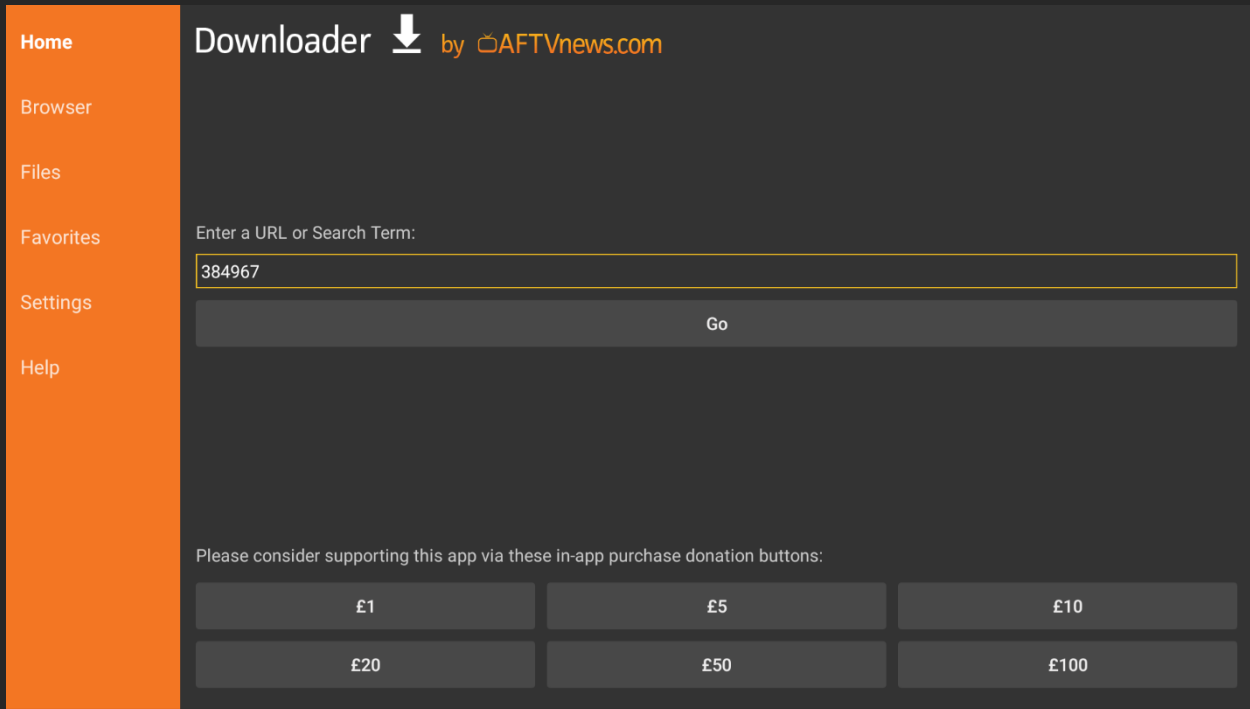 Home
Browser
Files
Favorites
Settings
Help
Downloader by AFTVnews.com
Enter a URL or Search Term:
384967
Go
Please consider supporting this app via these in-app purchase donation buttons:
£1 £5 £10
£20 £50 £100